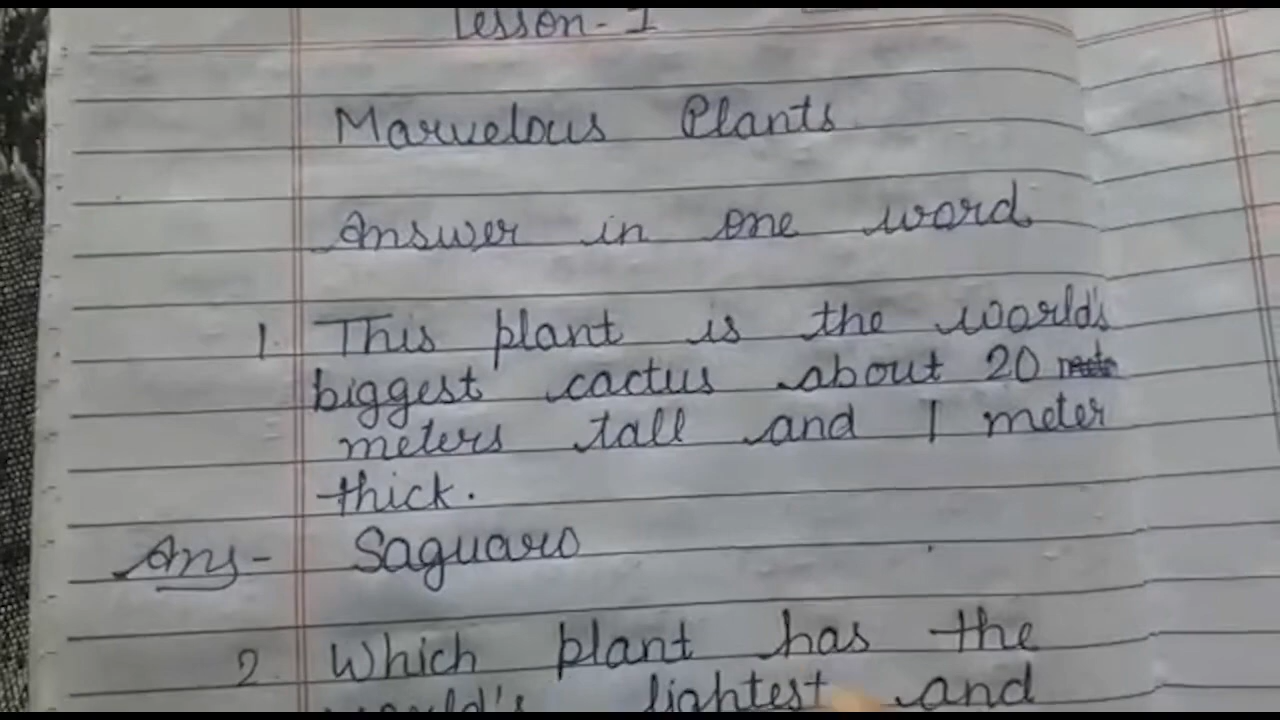 Lesson - 1
Marvelous Plants
Answer in one word
1. This plant is the world's
biggest cactus about 20
meters tall and 1 meter
thick.
Ans - Saguaro
2. Which plant has the
world's lightest and